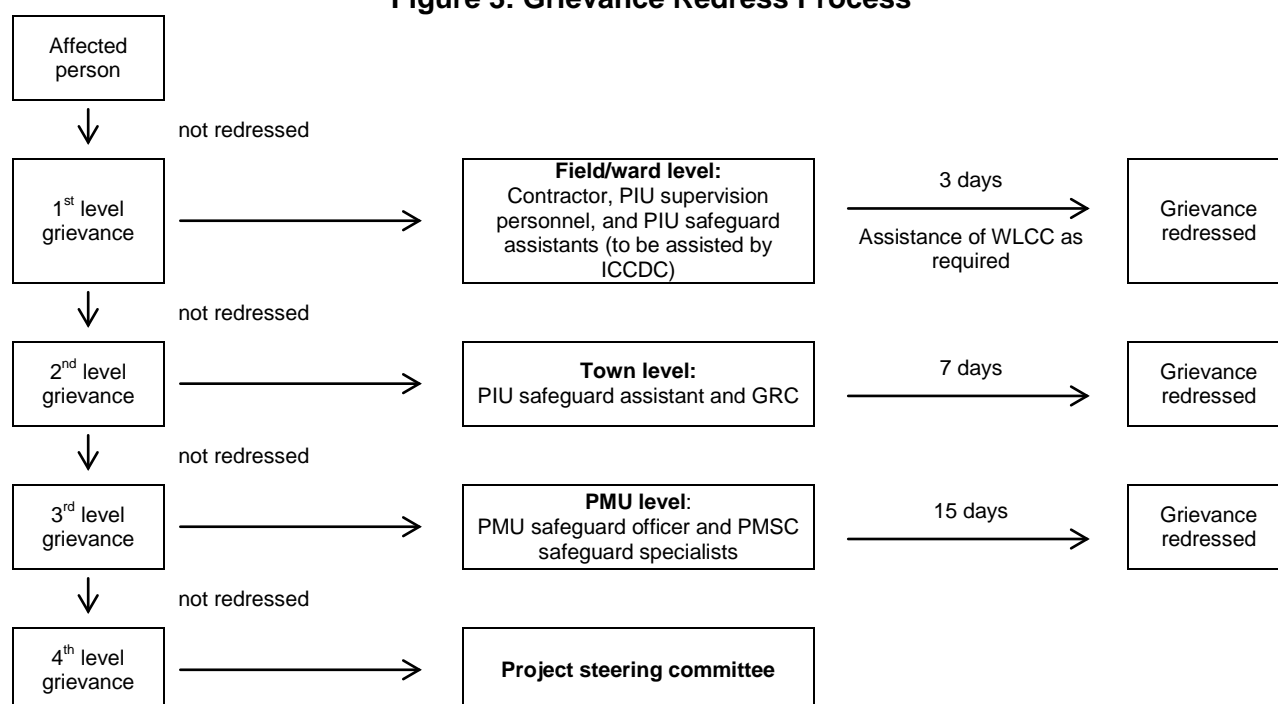 Figure 3: Grievance Redress Process
Affected
person
not redressed
1st level
grievance
Field/ward level:
Contractor, PIU supervision
personnel, and PIU safeguard
assistants (to be assisted by
ICCDC)
3 days
Assistance of WLCC as
required
Grievance
redressed
not redressed
2nd level
grievance
Town level:
PIU safeguard assistant and GRC
7 days
Grievance
redressed
not redressed
3rd level
grievance
PMU level:
PMU safeguard officer and PMSC
safeguard specialists
15 days
Grievance
redressed
not redressed
4th level
grievance
Project steering committee